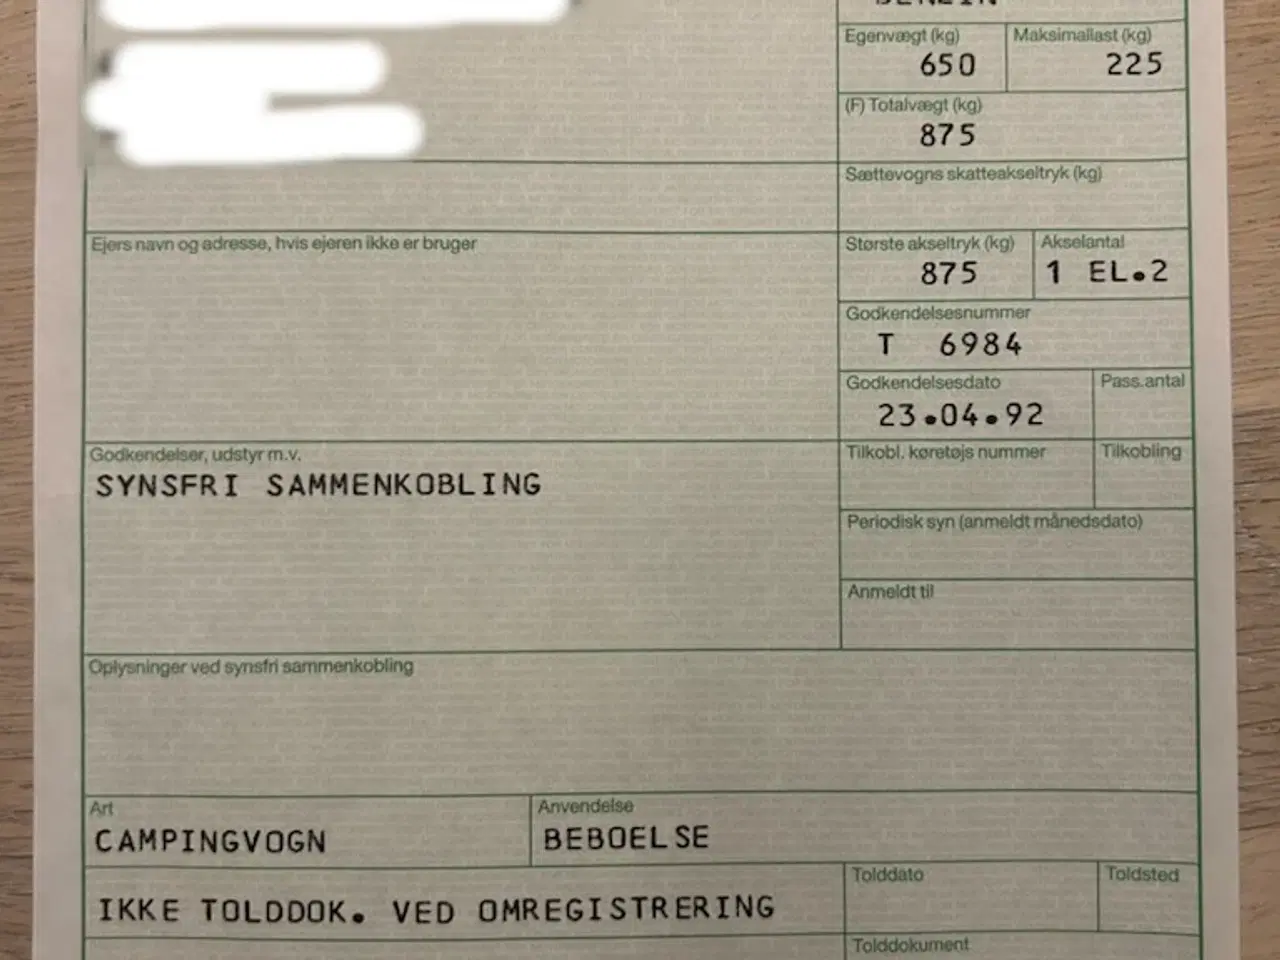 Egenvægt (kg) Maksimallast (kg)
650 225
(F) Totalvægt (kg)
875
Sættevogns skatteakseltryk (kg)
Ejers navn og adresse, hvis ejeren ikke er bruger
Største akseltryk (kg) Akselantal
875 1 EL.2
Godkendelsesnummer
T 6984
Godkendelsesdato Pass.antal
23.04.92
Godkendelser, udstyr m.v.
SYNSFRI SAMMENKOBLING
Tilkobl. køretøjs nummer Tilkobling
Periodisk syn (anmeldt månedsdato)
Anmeldt til
Oplysninger ved synsfri sammenkobling
Art Anvendelse
CAMPINGVOGN BEBOELSE
IKKE TOLDDOK. VED OMREGISTRERING
Tolddato Toldsted
Tolddokument